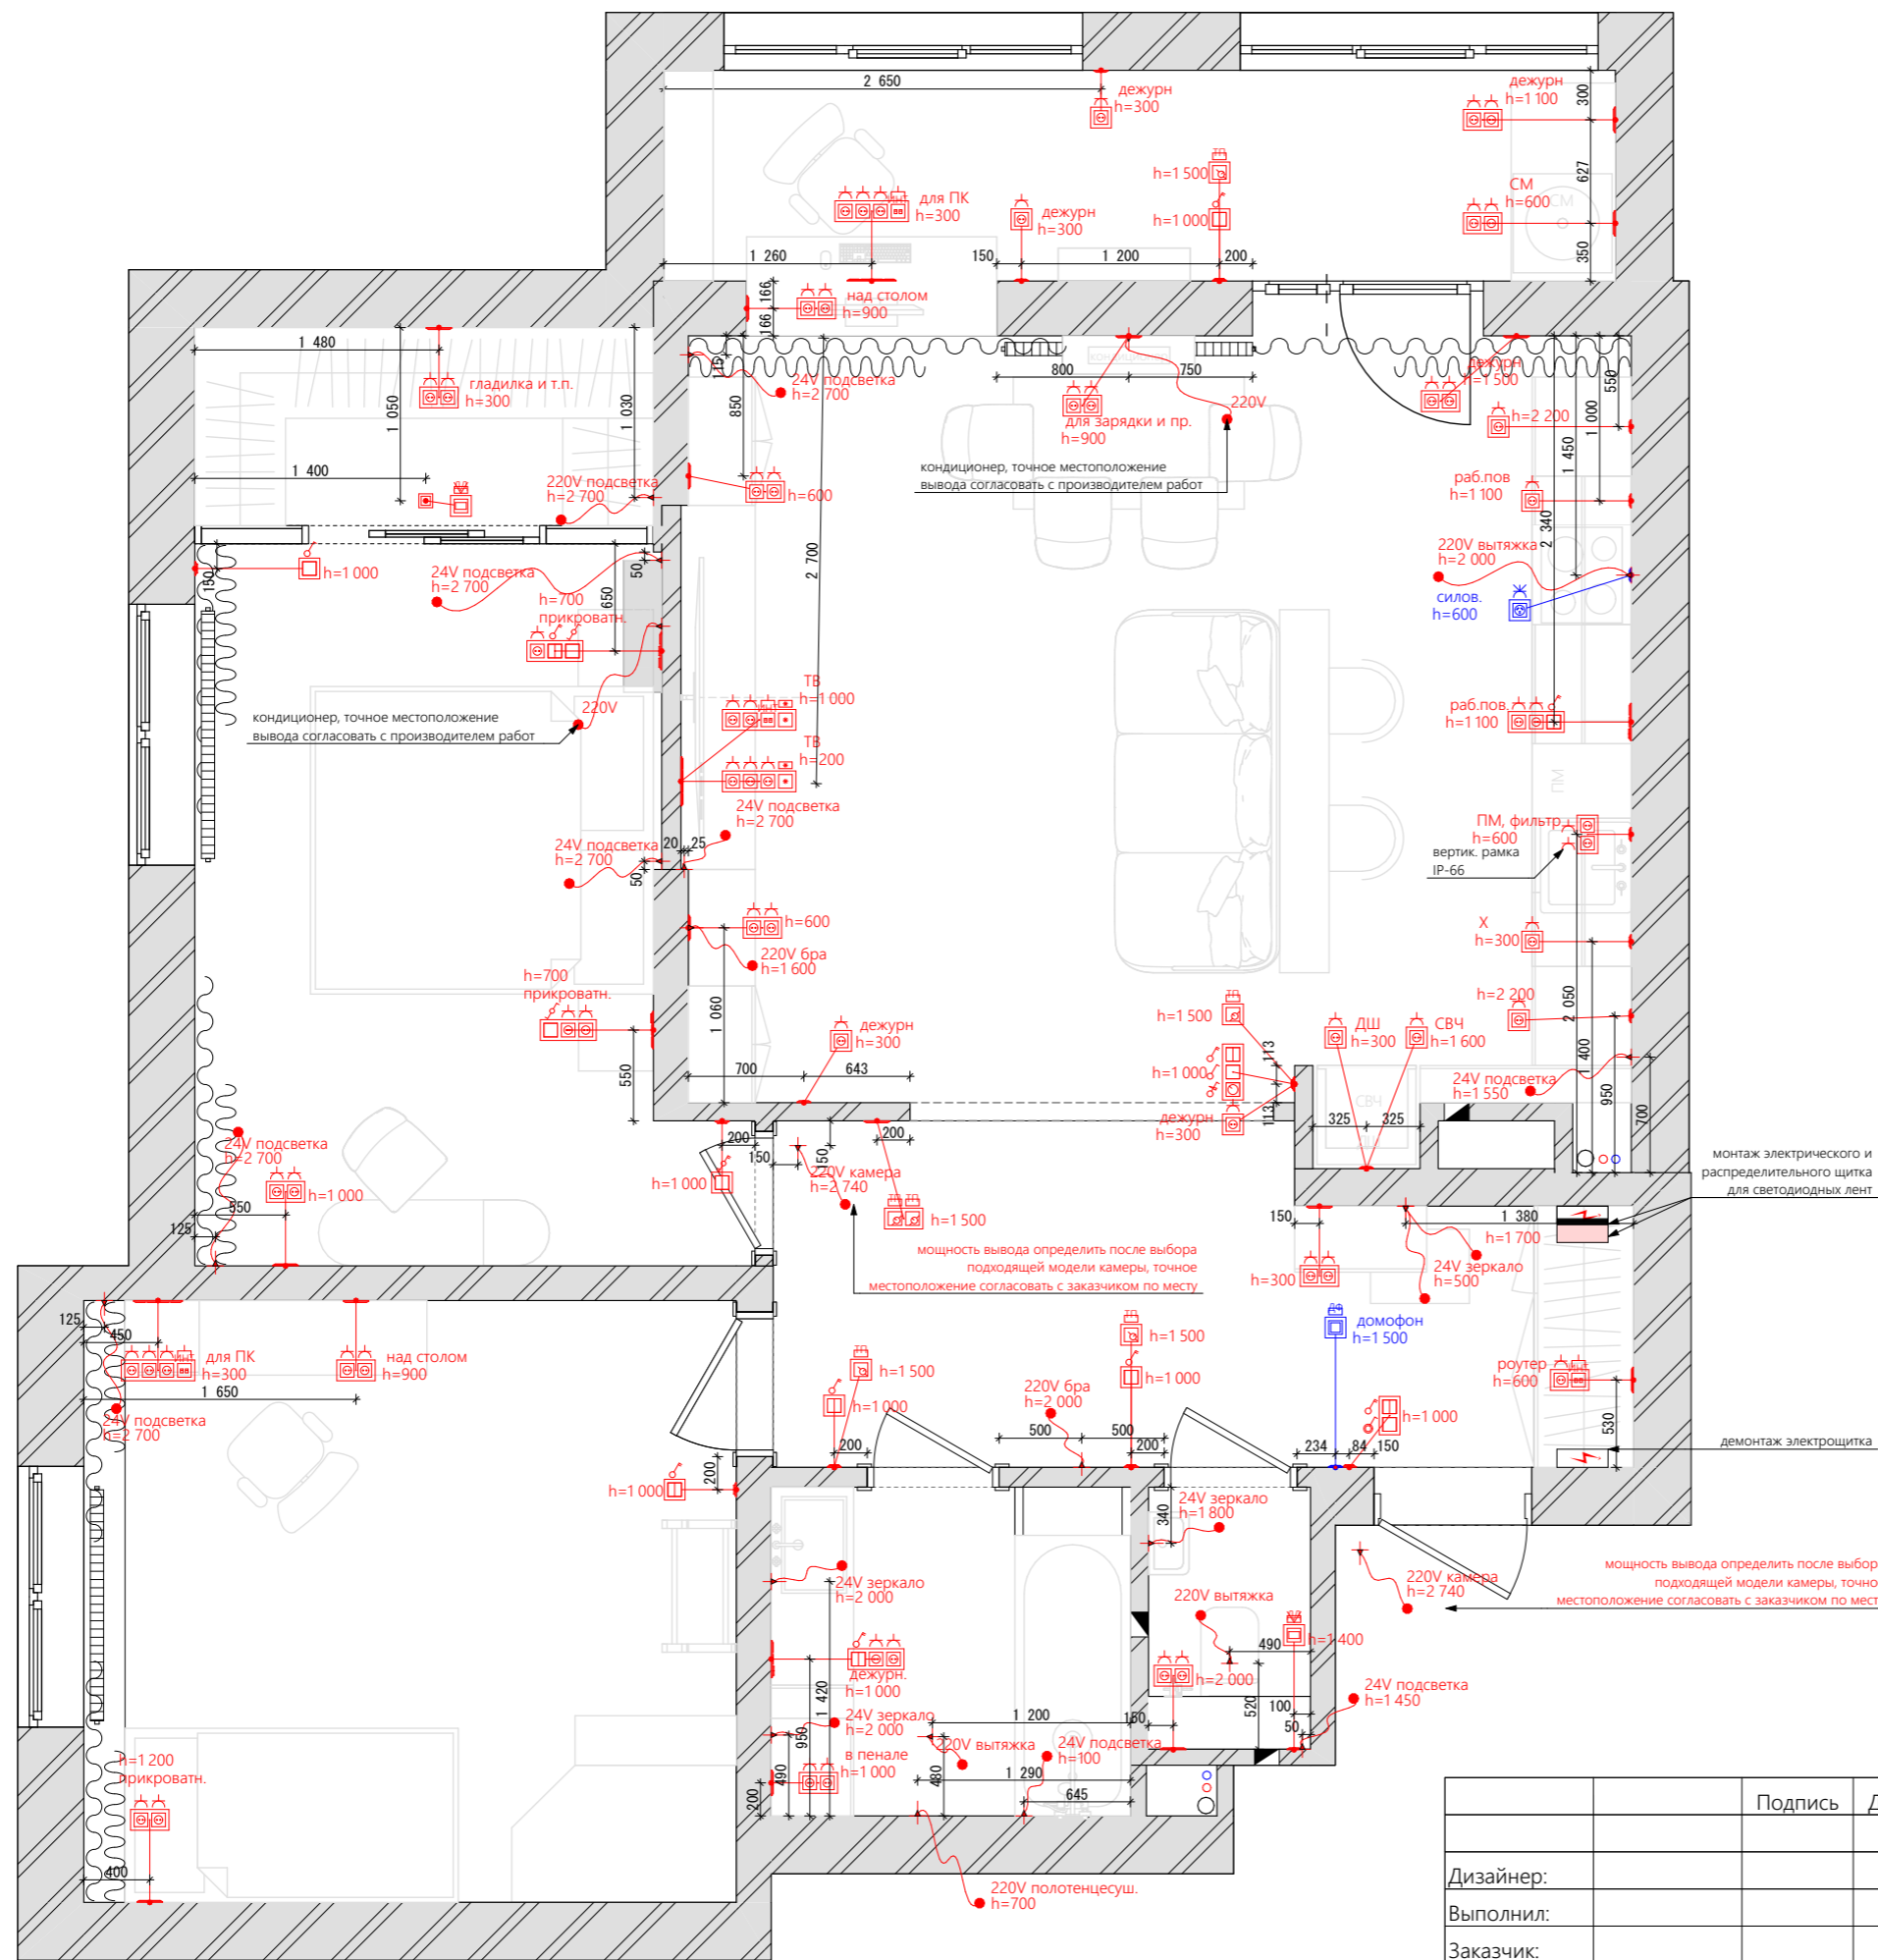 2 650
дежурн
h=300
дежурн
h=1 100
300
h=1 500
ТП
627
СМ
h=600
СМ
ИНТ
для ПК
h=300
дежурн
h=300
h=1 000
350
1 260
150
1 200
200
166
166
над столом
h=900
1 480
гладилка и т.п.
h=300
1 050
1 030
1 400
115
850
24V подсветка
h=2 700
кондиционер
800
750
220V
для зарядки и пр.
h=900
дежурн
h=1 500
h=2 200
550
1 000
1 450
2 340
кондиционер, точное местоположение
вывода согласовать с производителем работ
220V подсветка
h=2 700
h=600
раб.пов
h=1 100
150
h=1 000
24V подсветка
h=2 700
50
650
h=700
прикроватн.
2 700
220V вытяжка
h=2 000
силов.
h=600
220V
кондиционер, точное местоположение
вывода согласовать с производителем работ
ТВ
h=1 000
ИНТ
ТВ
h=200
раб.пов.
h=1 100
ПМ
24V подсветка
h=2 700
20
25
24V подсветка
h=2 700
50
ПМ, фильтр
h=600
вертик. рамка
IP-66
h=600
220V бра
h=1 600
Х
h=300
h=700
прикроватн.
1 060
h=2 200
2 050
1 400
950
700
550
дежурн
h=300
ТП
h=1 500
h=1 000
113
113
ДШ
h=300
СВЧ
h=1 600
СВЧ
24V подсветка
h=1 550
700
643
дежурн
h=300
325
325
24V подсветка
h=2 700
200
200
150
150
220V камера
h=2 740
h=1 000
h=1 000
ТП
ТП
h=1 500
550
125
монтаж электрического и
распределительного щитка
для светодиодных лент
150
1 380
h=1 700
мощность вывода определить после выбора
подходящей модели камеры, точное
местоположение согласовать с заказчиком по месту
h=300
24V зеркало
h=500
125
450
ИНТ
для ПК
h=300
над столом
h=900
1 650
24V подсветка
h=2 700
ТП
h=1 500
h=1 000
ТП
h=1 500
h=1 000
ДФ
домофон
h=1 500
роутер
h=600
ИНТ
530
220V бра
h=2 000
h=1 000
200
500
500
200
234
84
150
демонтаж электрощитка
200
h=1 000
340
24V зеркало
h=1 800
24V зеркало
h=2 000
220V вытяжка
220V камера
h=2 740
мощность вывода определить после выбор
подходящей модели камеры, точно
местоположение согласовать с заказчиком по мест
490
h=1 400
дежурн.
h=1 000
h=2 000
1 420
950
520
100
50
24V подсветка
h=1 450
24V зеркало
h=2 000
1 200
150
220V вытяжка
24V подсветка
h=100
в пенале
h=1 000
490
200
480
1 290
645
h=1 200
прикроватн.
400
220V полотенцесуш.
h=700
Подпись
Д
Дизайнер:
Выполнил:
Заказчик: